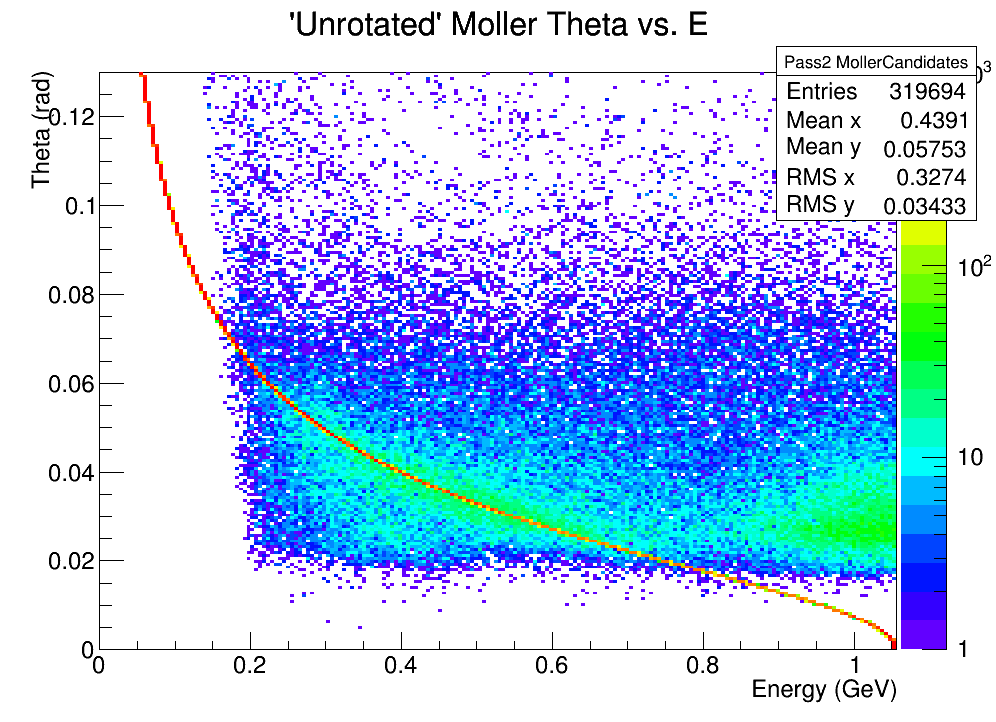 'Unrotated' Moller Theta vs. E
Pass2 MollerCandidates
Entries 319694
Mean x 0.4391
Mean y 0.05753
RMS x 0.3274
RMS y 0.03433
Theta (rad)
0.12
0.1
0.08
0.06
0.04
0.02
0
0 0.2 0.4 0.6 0.8 1
Energy (GeV)
10²
10
1